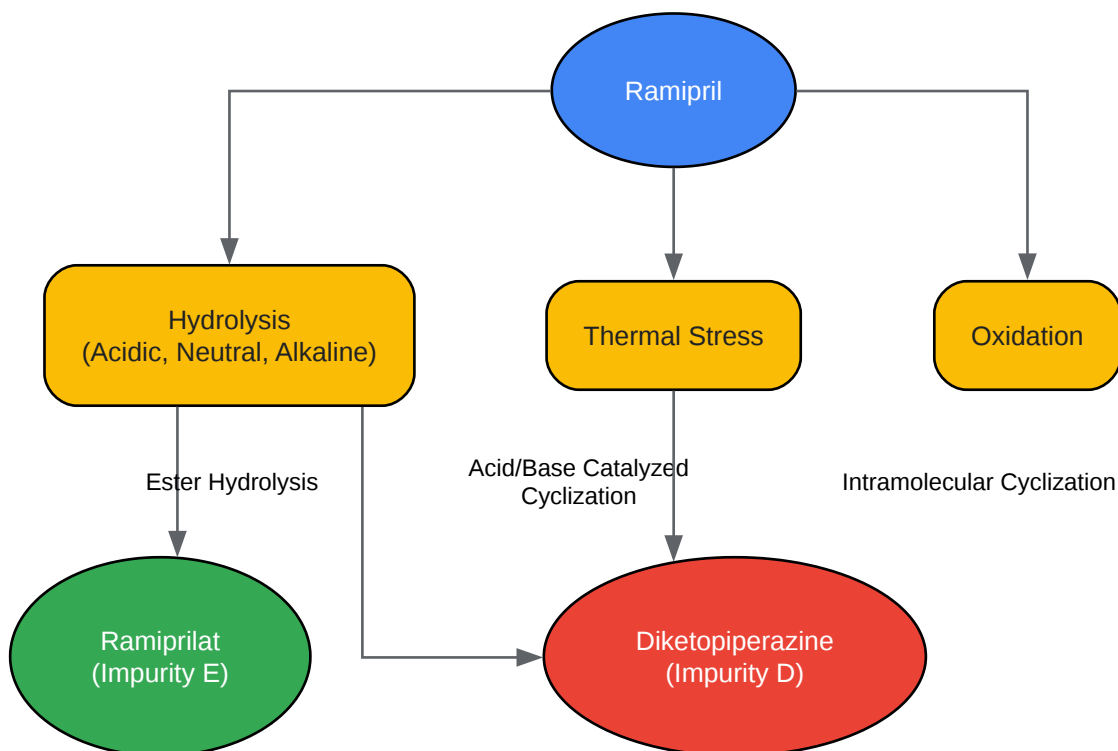 Ramipril
Hydrolysis
(Acidic, Neutral, Alkaline)
Thermal Stress
Oxidation
Ester Hydrolysis
Acid/Base Catalyzed
Cyclization
Intramolecular Cyclization
Ramiprilat
(Impurity E)
Diketopiperazine
(Impurity D)